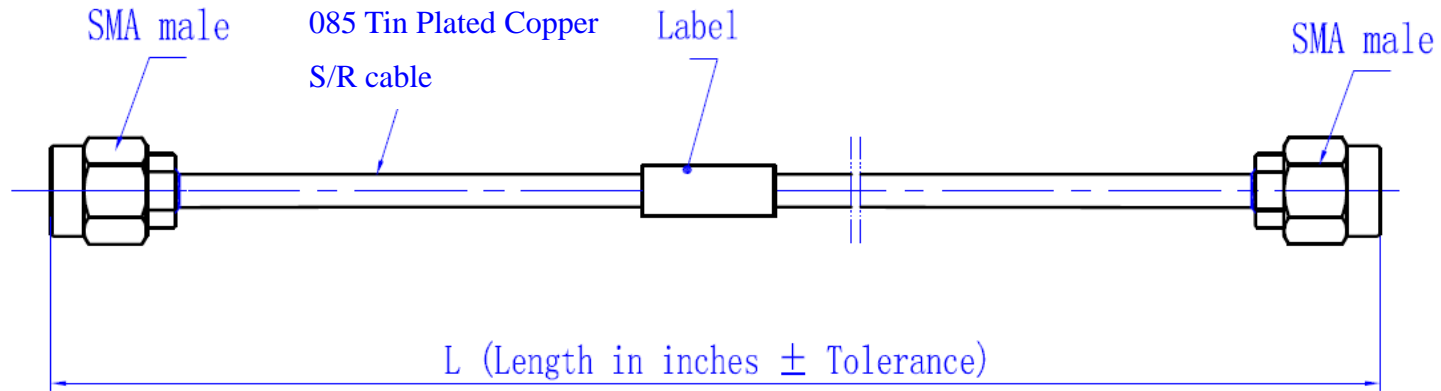 SMA male
085 Tin Plated Copper
S/R cable
Label
SMA male
L (Length in inches ± Tolerance)